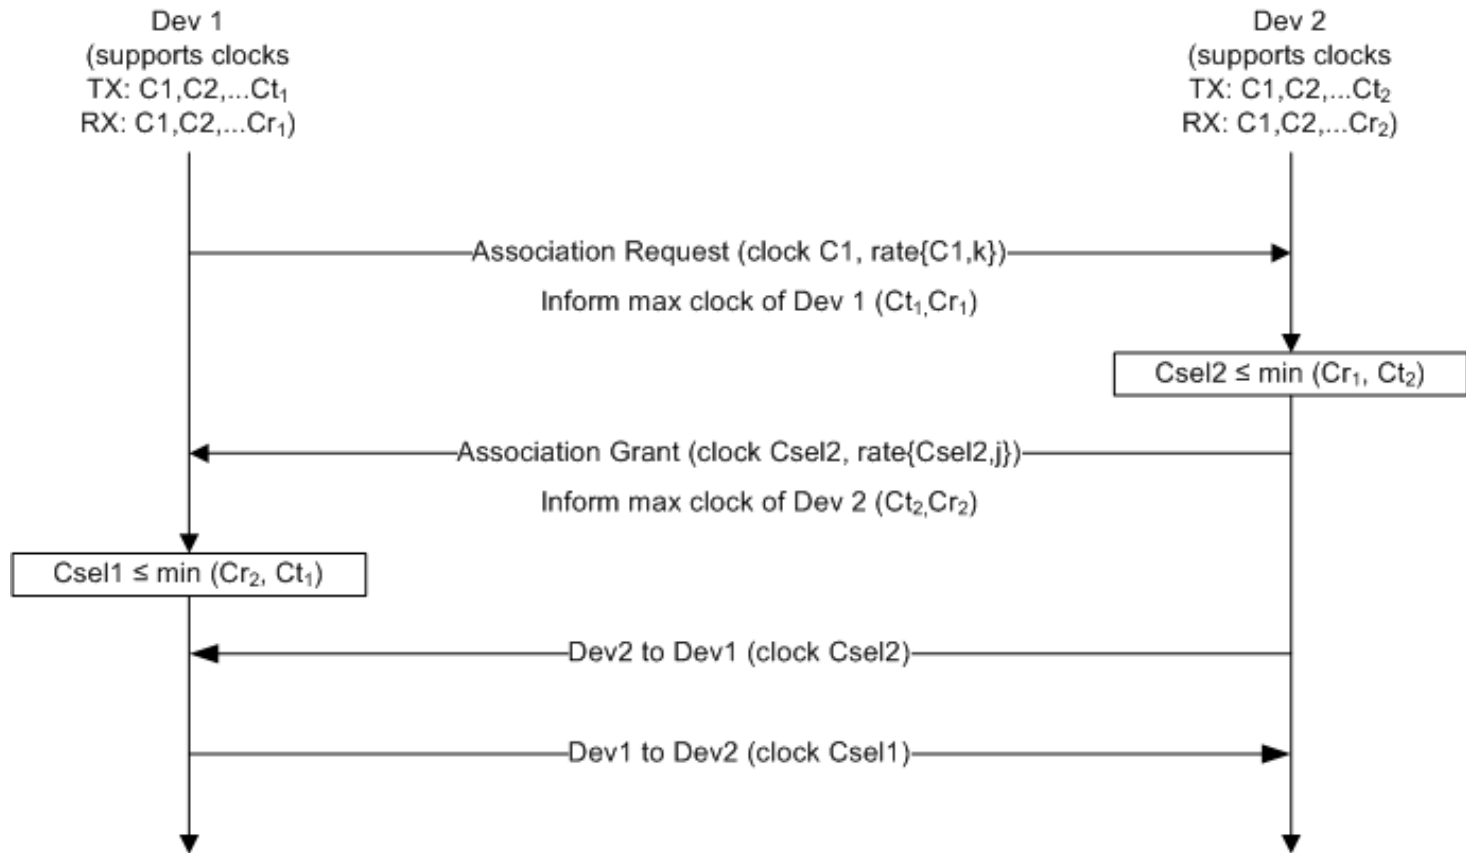 Dev 1
(supports clocks
TX: C1,C2,...Ct₁
RX: C1,C2,...Cr₁)
Dev 2
(supports clocks
TX: C1,C2,...Ct₂
RX: C1,C2,...Cr₂)
Association Request (clock C1, rate{C1,k})
Inform max clock of Dev 1 (Ct₁,Cr₁)
Csel2 ≤ min (Cr₁, Ct₂)
Association Grant (clock Csel2, rate{Csel2,j})
Inform max clock of Dev 2 (Ct₂,Cr₂)
Csel1 ≤ min (Cr₂, Ct₁)
Dev2 to Dev1 (clock Csel2)
Dev1 to Dev2 (clock Csel1)